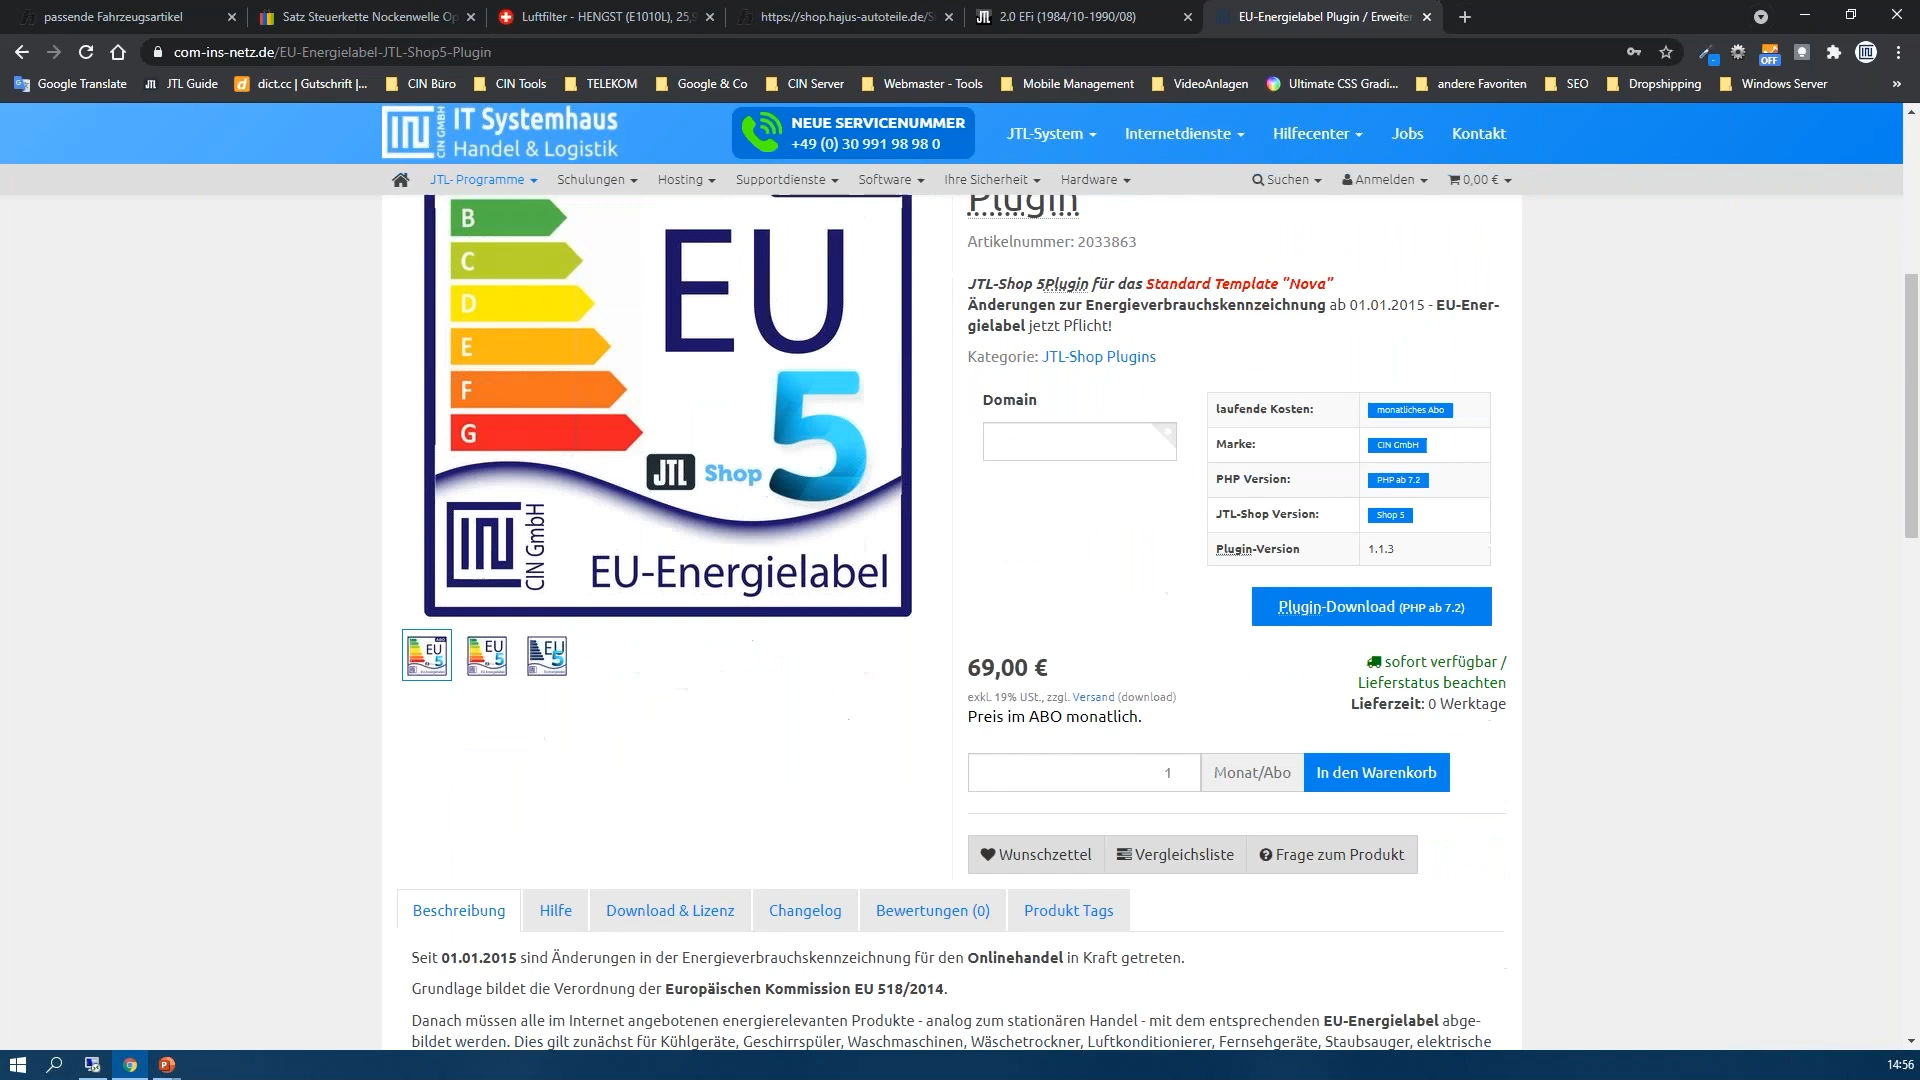 passende Fahrzeugsartikel
Satz Steuerkette Nockenwelle Op
Luftfilter - HENGST (E1010L), 25,9
https://shop.hajus-autoteile.de/S
JTL 2.0 EFi (1984/10-1990/08)
EU-Energielabel Plugin / Erweiter
com-ins-netz.de/EU-Energielabel-JTL-Shop5-Plugin
OFF
Google Translate
JTL JTL Guide
d dict.cc | Gutschrift |...
CIN Büro
CIN Tools
TELEKOM
Google & Co
CIN Server
Webmaster - Tools
Mobile Management
VideoAnlagen
Ultimate CSS Gradi...
andere Favoriten
SEO
Dropshipping
Windows Server
»
CIN GMBH
IT Systemhaus
Handel & Logistik
NEUE SERVICENUMMER
+49 (0) 30 991 98 98 0
JTL-System
Internetdienste
Hilfecenter
Jobs
Kontakt
JTL- Programme
Schulungen
Hosting
Supportdienste
Software
Ihre Sicherheit
Hardware
Suchen
Anmelden
0,00 €
B
C
D
E
F
G
EU
5
JTL Shop
CIN GmbH
EU-Energielabel
Plugin
Artikelnummer: 2033863
JTL-Shop 5Plugin für das Standard Template "Nova"
Änderungen zur Energieverbrauchskennzeichnung ab 01.01.2015 - EU-Ener-
gielabel jetzt Pflicht!
Kategorie: JTL-Shop Plugins
Domain
laufende Kosten: monatliches Abo
Marke: CIN GmbH
PHP Version: PHP ab 7.2
JTL-Shop Version: Shop 5
Plugin-Version 1.1.3
Plugin-Download (PHP ab 7.2)
69,00 €
exkl. 19% USt., zzgl. Versand (download)
Preis im ABO monatlich.
sofort verfügbar /
Lieferstatus beachten
Lieferzeit: 0 Werktage
1
Monat/Abo
In den Warenkorb
Wunschzettel
Vergleichsliste
Frage zum Produkt
Beschreibung
Hilfe
Download & Lizenz
Changelog
Bewertungen (0)
Produkt Tags
Seit 01.01.2015 sind Änderungen in der Energieverbrauchskennzeichnung für den Onlinehandel in Kraft getreten.
Grundlage bildet die Verordnung der Europäischen Kommission EU 518/2014.
Danach müssen alle im Internet angebotenen energierelevanten Produkte - analog zum stationären Handel - mit dem entsprechenden EU-Energielabel abge-
bildet werden. Dies gilt zunächst für Kühlgeräte, Geschirrspüler, Waschmaschinen, Wäschetrockner, Luftkonditionierer, Fernsehgeräte, Staubsauger, elektrische
14:56